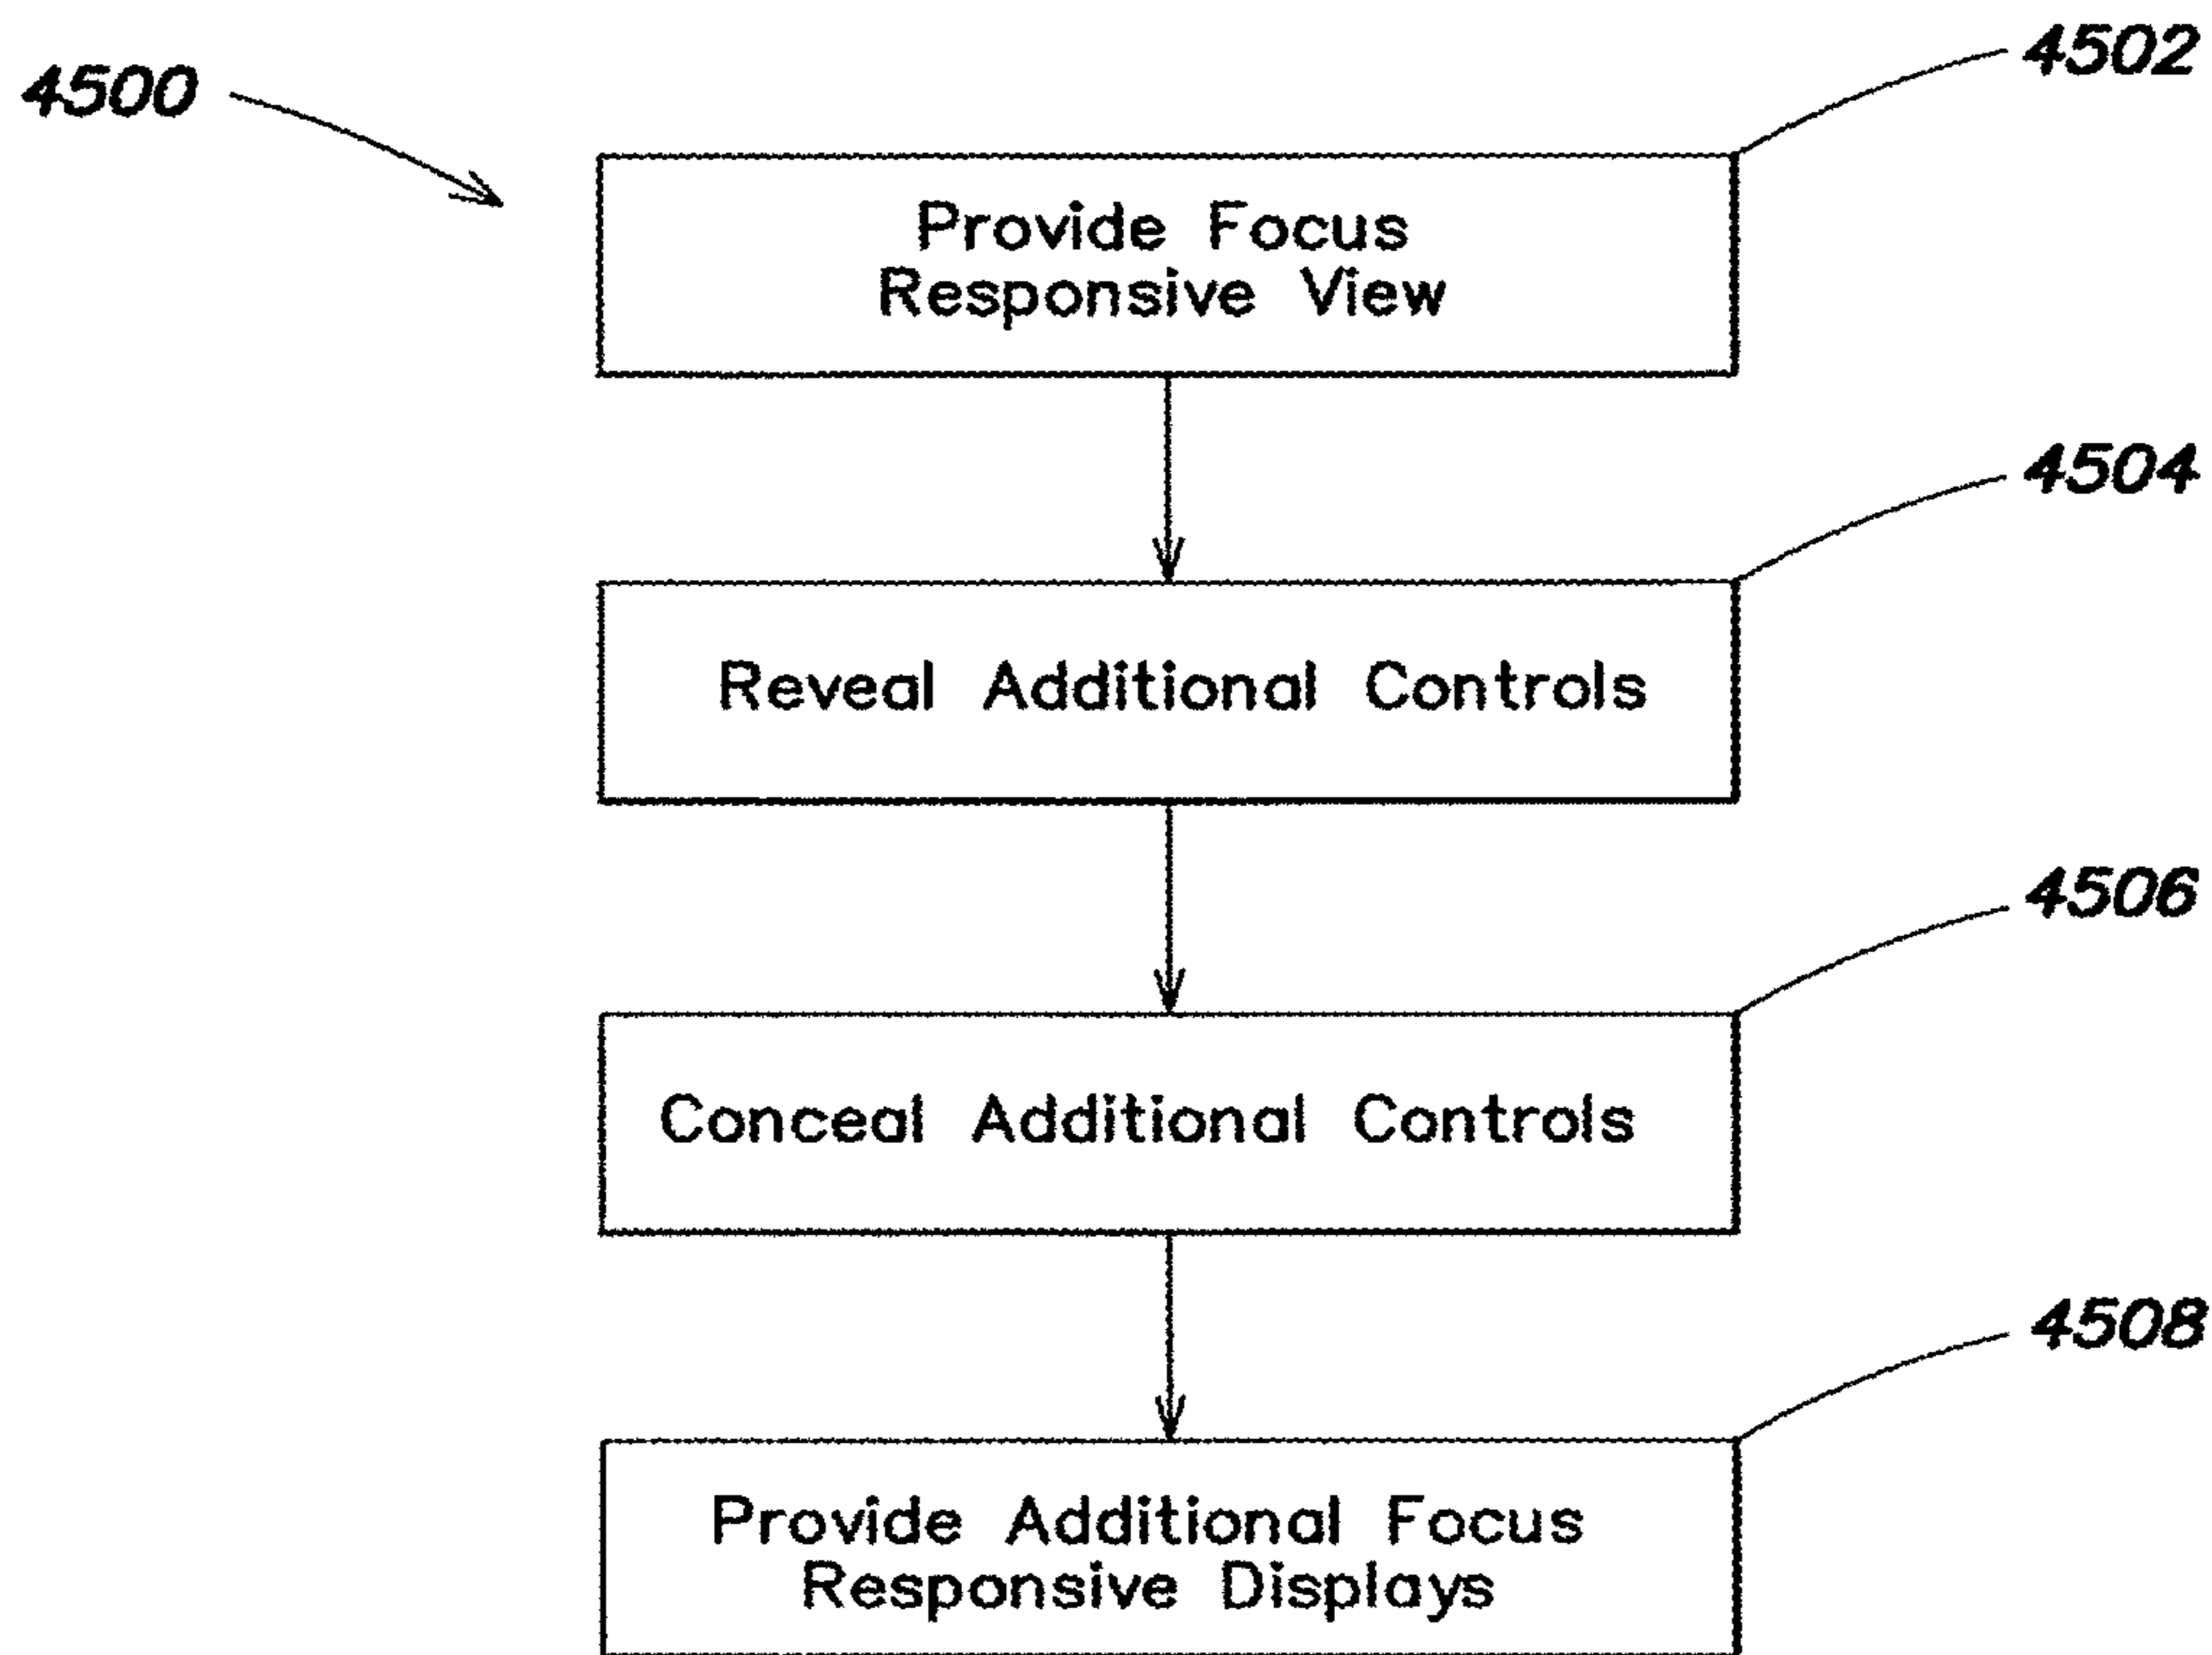 4500
4502
Provide Focus
Responsive View
4504
Reveal Additional Controls
4506
Conceal Additional Controls
4508
Provide Additional Focus
Responsive Displays